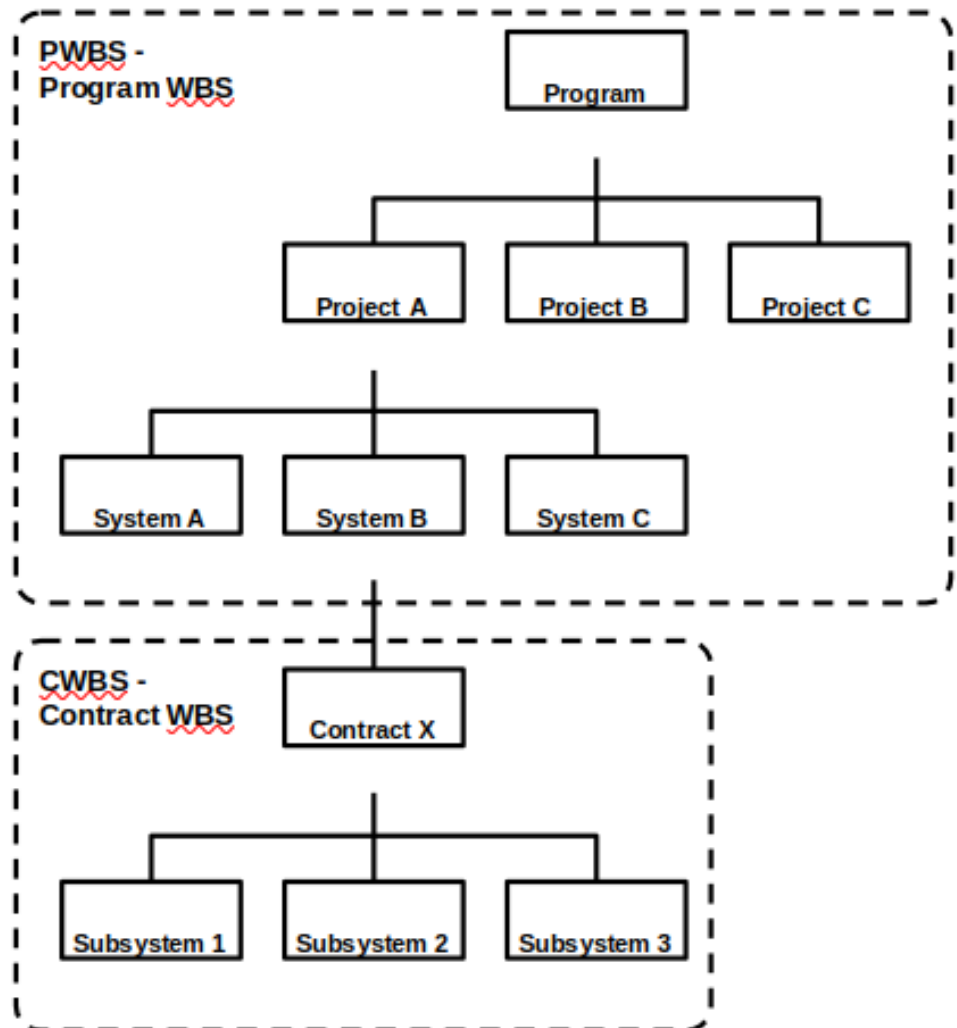 PWBS -
Program WBS
Program
Project A
Project B
Project C
System A
System B
System C
CWBS -
Contract WBS
Contract X
Subsystem 1
Subsystem 2
Subsystem 3